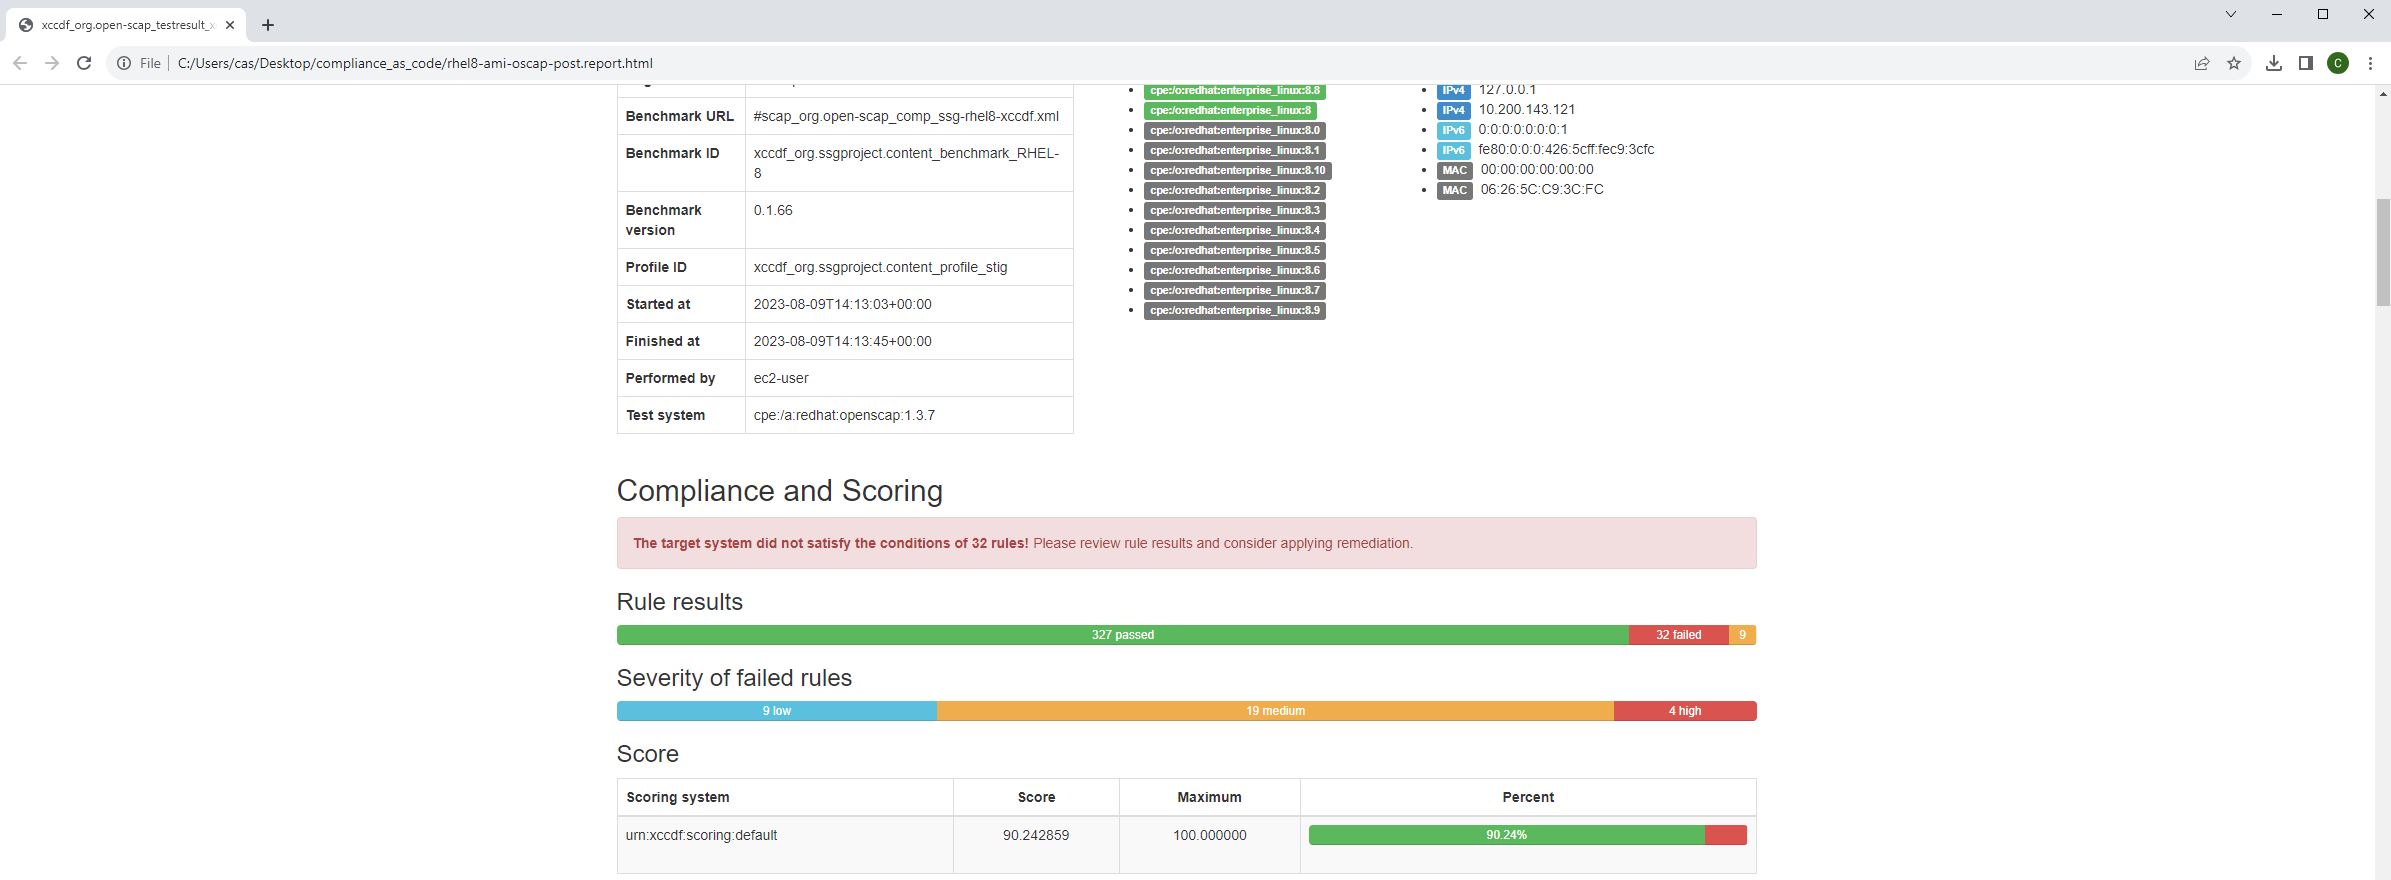 xccdf_org.open-scap_testresult_x
File
C:/Users/cas/Desktop/compliance_as_code/rhel8-ami-oscap-post.report.html
C
Benchmark URL #scap_org.open-scap_comp_ssg-rhel8-xccdf.xml
Benchmark ID xccdf_org.ssgproject.content_benchmark_RHEL-
8
Benchmark
version 0.1.66
Profile ID xccdf_org.ssgproject.content_profile_stig
Started at 2023-08-09T14:13:03+00:00
Finished at 2023-08-09T14:13:45+00:00
Performed by ec2-user
Test system cpe:/a:redhat:openscap:1.3.7
cpe:/o:redhat:enterprise_linux:8.8
cpe:/o:redhat:enterprise_linux:8
cpe:/o:redhat:enterprise_linux:8.0
cpe:/o:redhat:enterprise_linux:8.1
cpe:/o:redhat:enterprise_linux:8.10
cpe:/o:redhat:enterprise_linux:8.2
cpe:/o:redhat:enterprise_linux:8.3
cpe:/o:redhat:enterprise_linux:8.4
cpe:/o:redhat:enterprise_linux:8.5
cpe:/o:redhat:enterprise_linux:8.6
cpe:/o:redhat:enterprise_linux:8.7
cpe:/o:redhat:enterprise_linux:8.9
IPv4 127.0.0.1
IPv4 10.200.143.121
IPv6 0:0:0:0:0:0:0:1
IPv6 fe80:0:0:0:426:5cff:fec9:3cfc
MAC 00:00:00:00:00:00
MAC 06:26:5C:C9:3C:FC
Compliance and Scoring
The target system did not satisfy the conditions of 32 rules! Please review rule results and consider applying remediation.
Rule results
327 passed 32 failed 9
Severity of failed rules
9 low 19 medium 4 high
Score
Scoring system Score Maximum Percent
urn:xccdf:scoring:default 90.242859 100.000000 90.24%